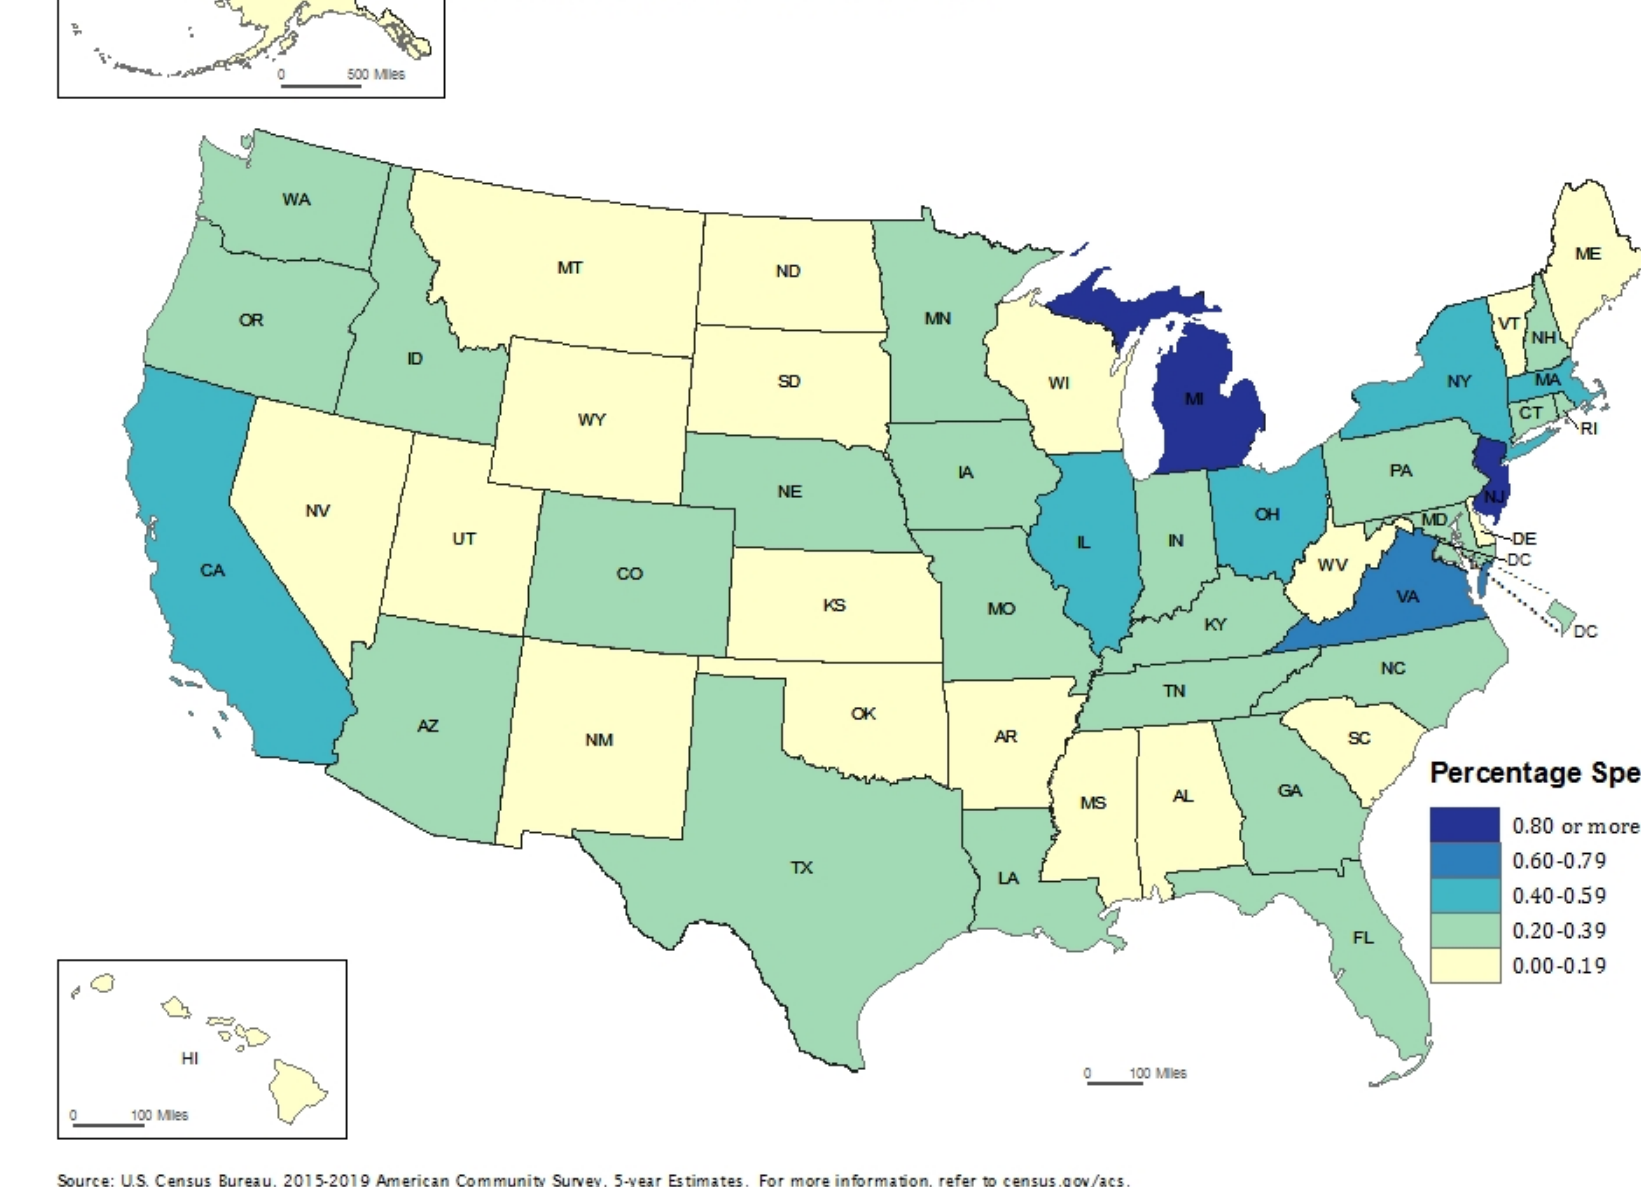 0 500 Miles
WA
MT
ND
MN
ME
OR
ID
VT
NH
WI
SD
NY
MA
MI
WY
CT
RI
IA
PA
NE
NJ
NV
OH
MD
UT
IL
IN
DE
DC
CA
CO
WV
KS
VA
MO
KY
DC
NC
TN
OK
AZ
NM
AR
SC
Percentage Spe
GA
MS
AL
0.80 or more
0.60-0.79
TX
LA
0.40-0.59
FL
0.20-0.39
0.00-0.19
HI
0 100 Miles
0 100 Miles
Source: U.S. Census Bureau, 2015-2019 American Community Survey, 5-year Estimates. For more information, refer to census.gov/acs.